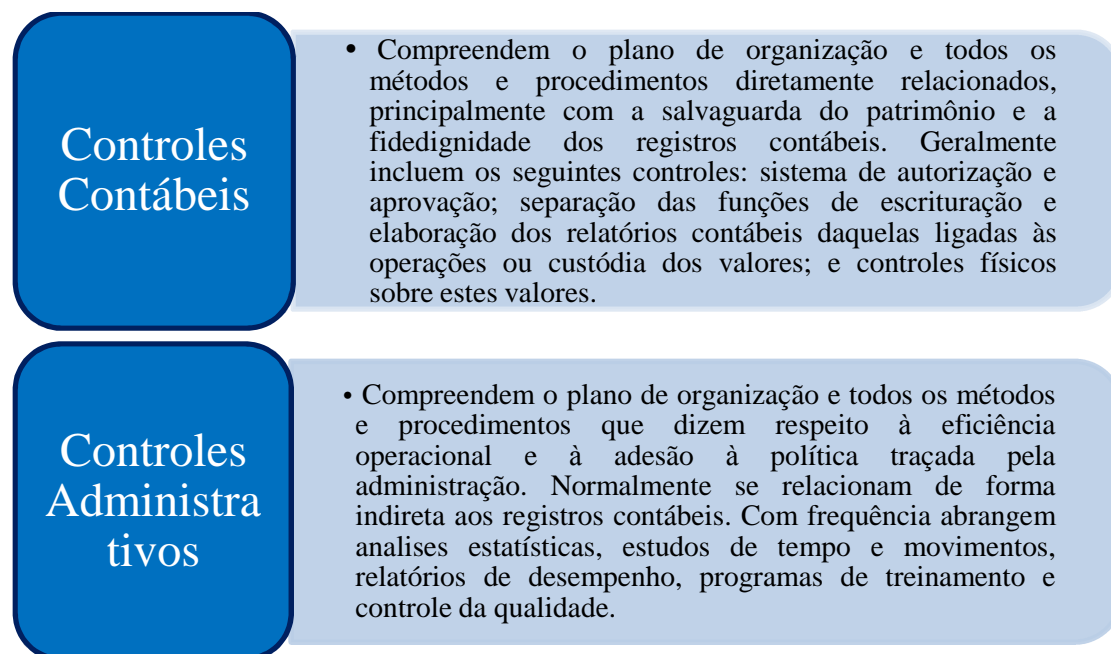 Controles
Contábeis
• Compreendem o plano de organização e todos os
métodos e procedimentos diretamente relacionados,
principalmente com a salvaguarda do patrimônio e a
fidedignidade dos registros contábeis. Geralmente
incluem os seguintes controles: sistema de autorização e
aprovação; separação das funções de escrituração e
elaboração dos relatórios contábeis daquelas ligadas às
operações ou custódia dos valores; e controles físicos
sobre estes valores.
Controles
Administra
tivos
• Compreendem o plano de organização e todos os métodos
e procedimentos que dizem respeito à eficiência
operacional e à adesão à política traçada pela
administração. Normalmente se relacionam de forma
indireta aos registros contábeis. Com frequência abrangem
analises estatísticas, estudos de tempo e movimentos,
relatórios de desempenho, programas de treinamento e
controle da qualidade.